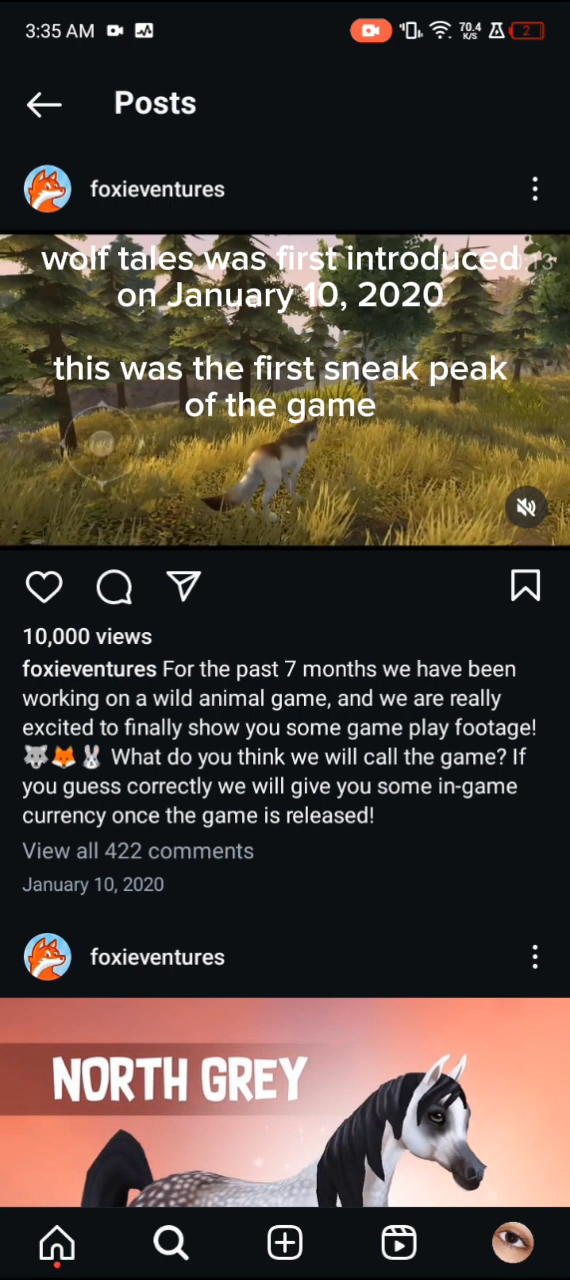 3:35 AM
70.4
K/S
2
Posts
foxieventures
wolf tales was first introduced
on January 10, 2020
this was the first sneak peak
of the game
10,000 views
foxieventures For the past 7 months we have been
working on a wild animal game, and we are really
excited to finally show you some game play footage!
🐺🦊🐰 What do you think we will call the game? If
you guess correctly we will give you some in-game
currency once the game is released!
View all 422 comments
January 10, 2020
foxieventures
NORTH GREY